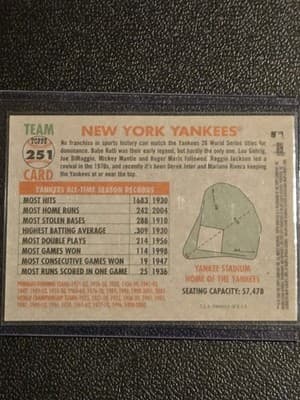 TEAM
251
CARD
NEW YORK YANKEES
No franchise in sports history can match the Yankees 26 World Series titles for
dominance. Babe Ruth was their early legend, but hardly the only one. Lou Gehrig,
Joe DiMaggio, Mickey Mantle and Roger Maris followed. Reggie Jackson led a
revival in the 1970s, and recently it's been Derek Jeter and Mariano Rivera keeping
the Yankees at or near the top.
YANKEES ALL-TIME SEASON RECORDS
MOST HITS 1683 1930
MOST HOME RUNS 242 2004
MOST STOLEN BASES 288 1910
HIGHEST BATTING AVERAGE .309 1930
MOST DOUBLE PLAYS 214 1956
MOST GAMES WON 114 1998
MOST CONSECUTIVE GAMES WON 19 1947
MOST RUNS SCORED IN ONE GAME 25 1936
YANKEE STADIUM
HOME OF THE YANKEES
SEATING CAPACITY: 57,478